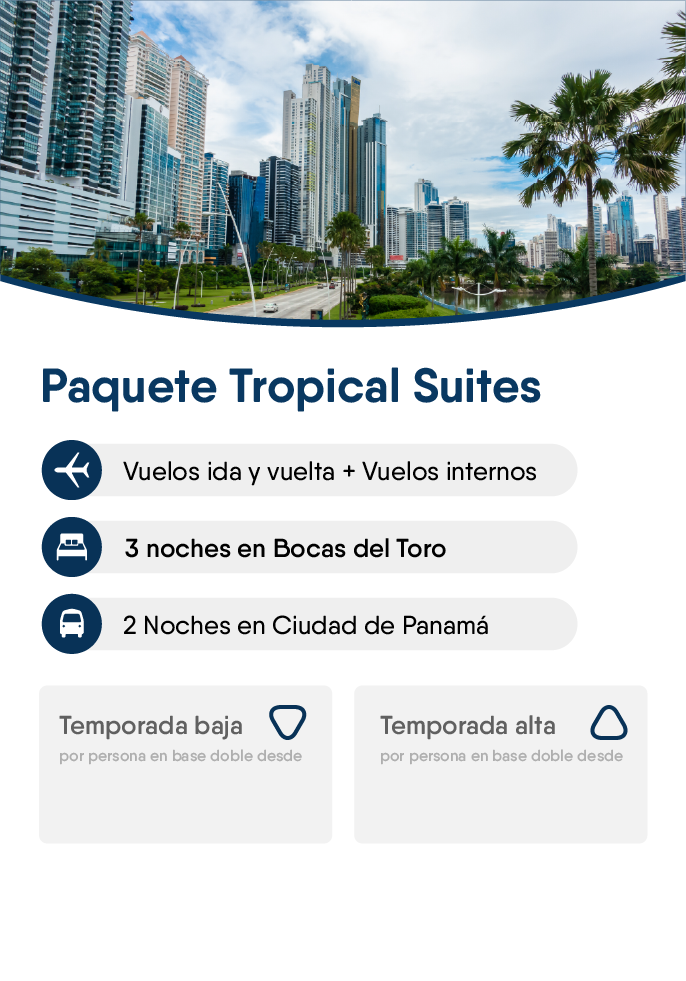 Paquete Tropical Suites
Vuelos ida y vuelta + Vuelos internos
3 noches en Bocas del Toro
2 Noches en Ciudad de Panamá
Temporada baja
por persona en base doble desde
Temporada alta
por persona en base doble desde